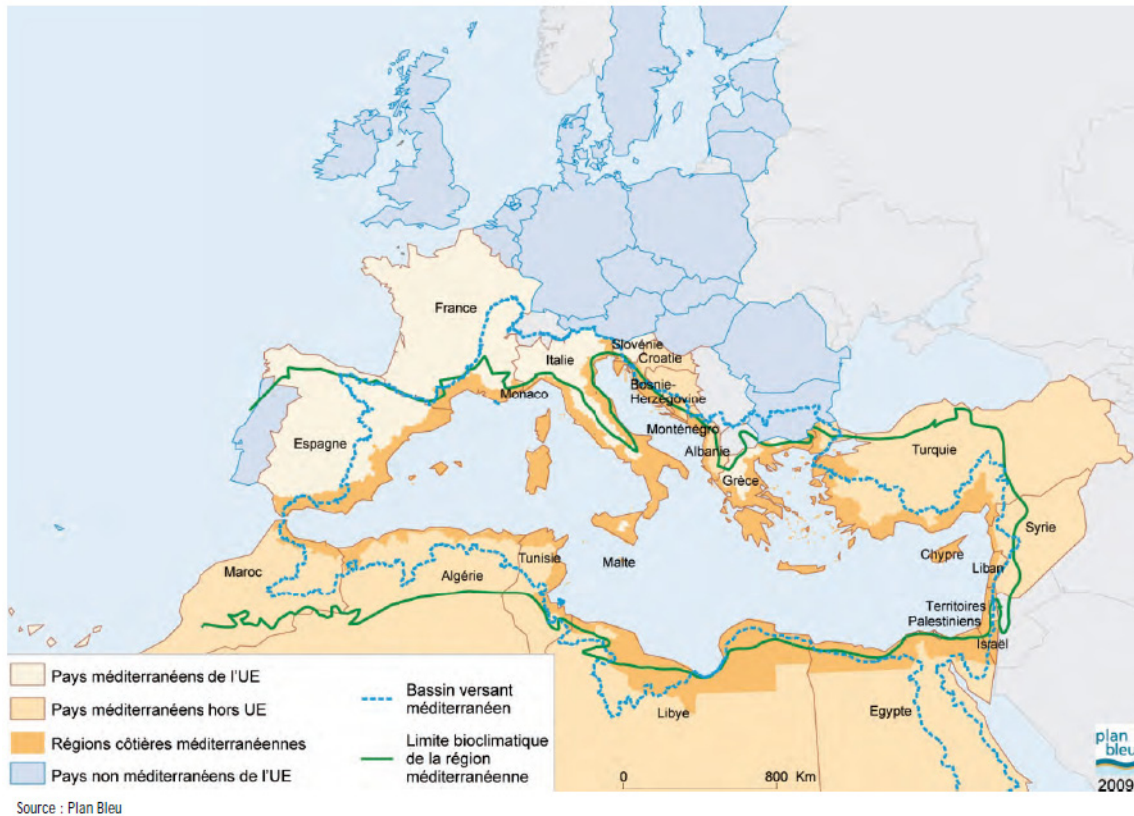 France
Slovénie
Croatie
Italie
Bosnie-
Herzégovine
Monaco
Monténégro
Espagne
Albanie
Turquie
Grèce
Syrie
Chypre
Tunisie
Malte
Liban
Maroc
Algérie
Territoires
Palestiniens
Israël
Libye
Egypte
Pays méditerranéens de l'UE
Pays méditerranéens hors UE
Régions côtières méditerranéennes
Pays non méditerranéens de l'UE
Bassin versant
méditerranéen
Limite bioclimatique
de la région
méditerranéenne
0 800 Km
plan
bleu
2009
Source : Plan Bleu